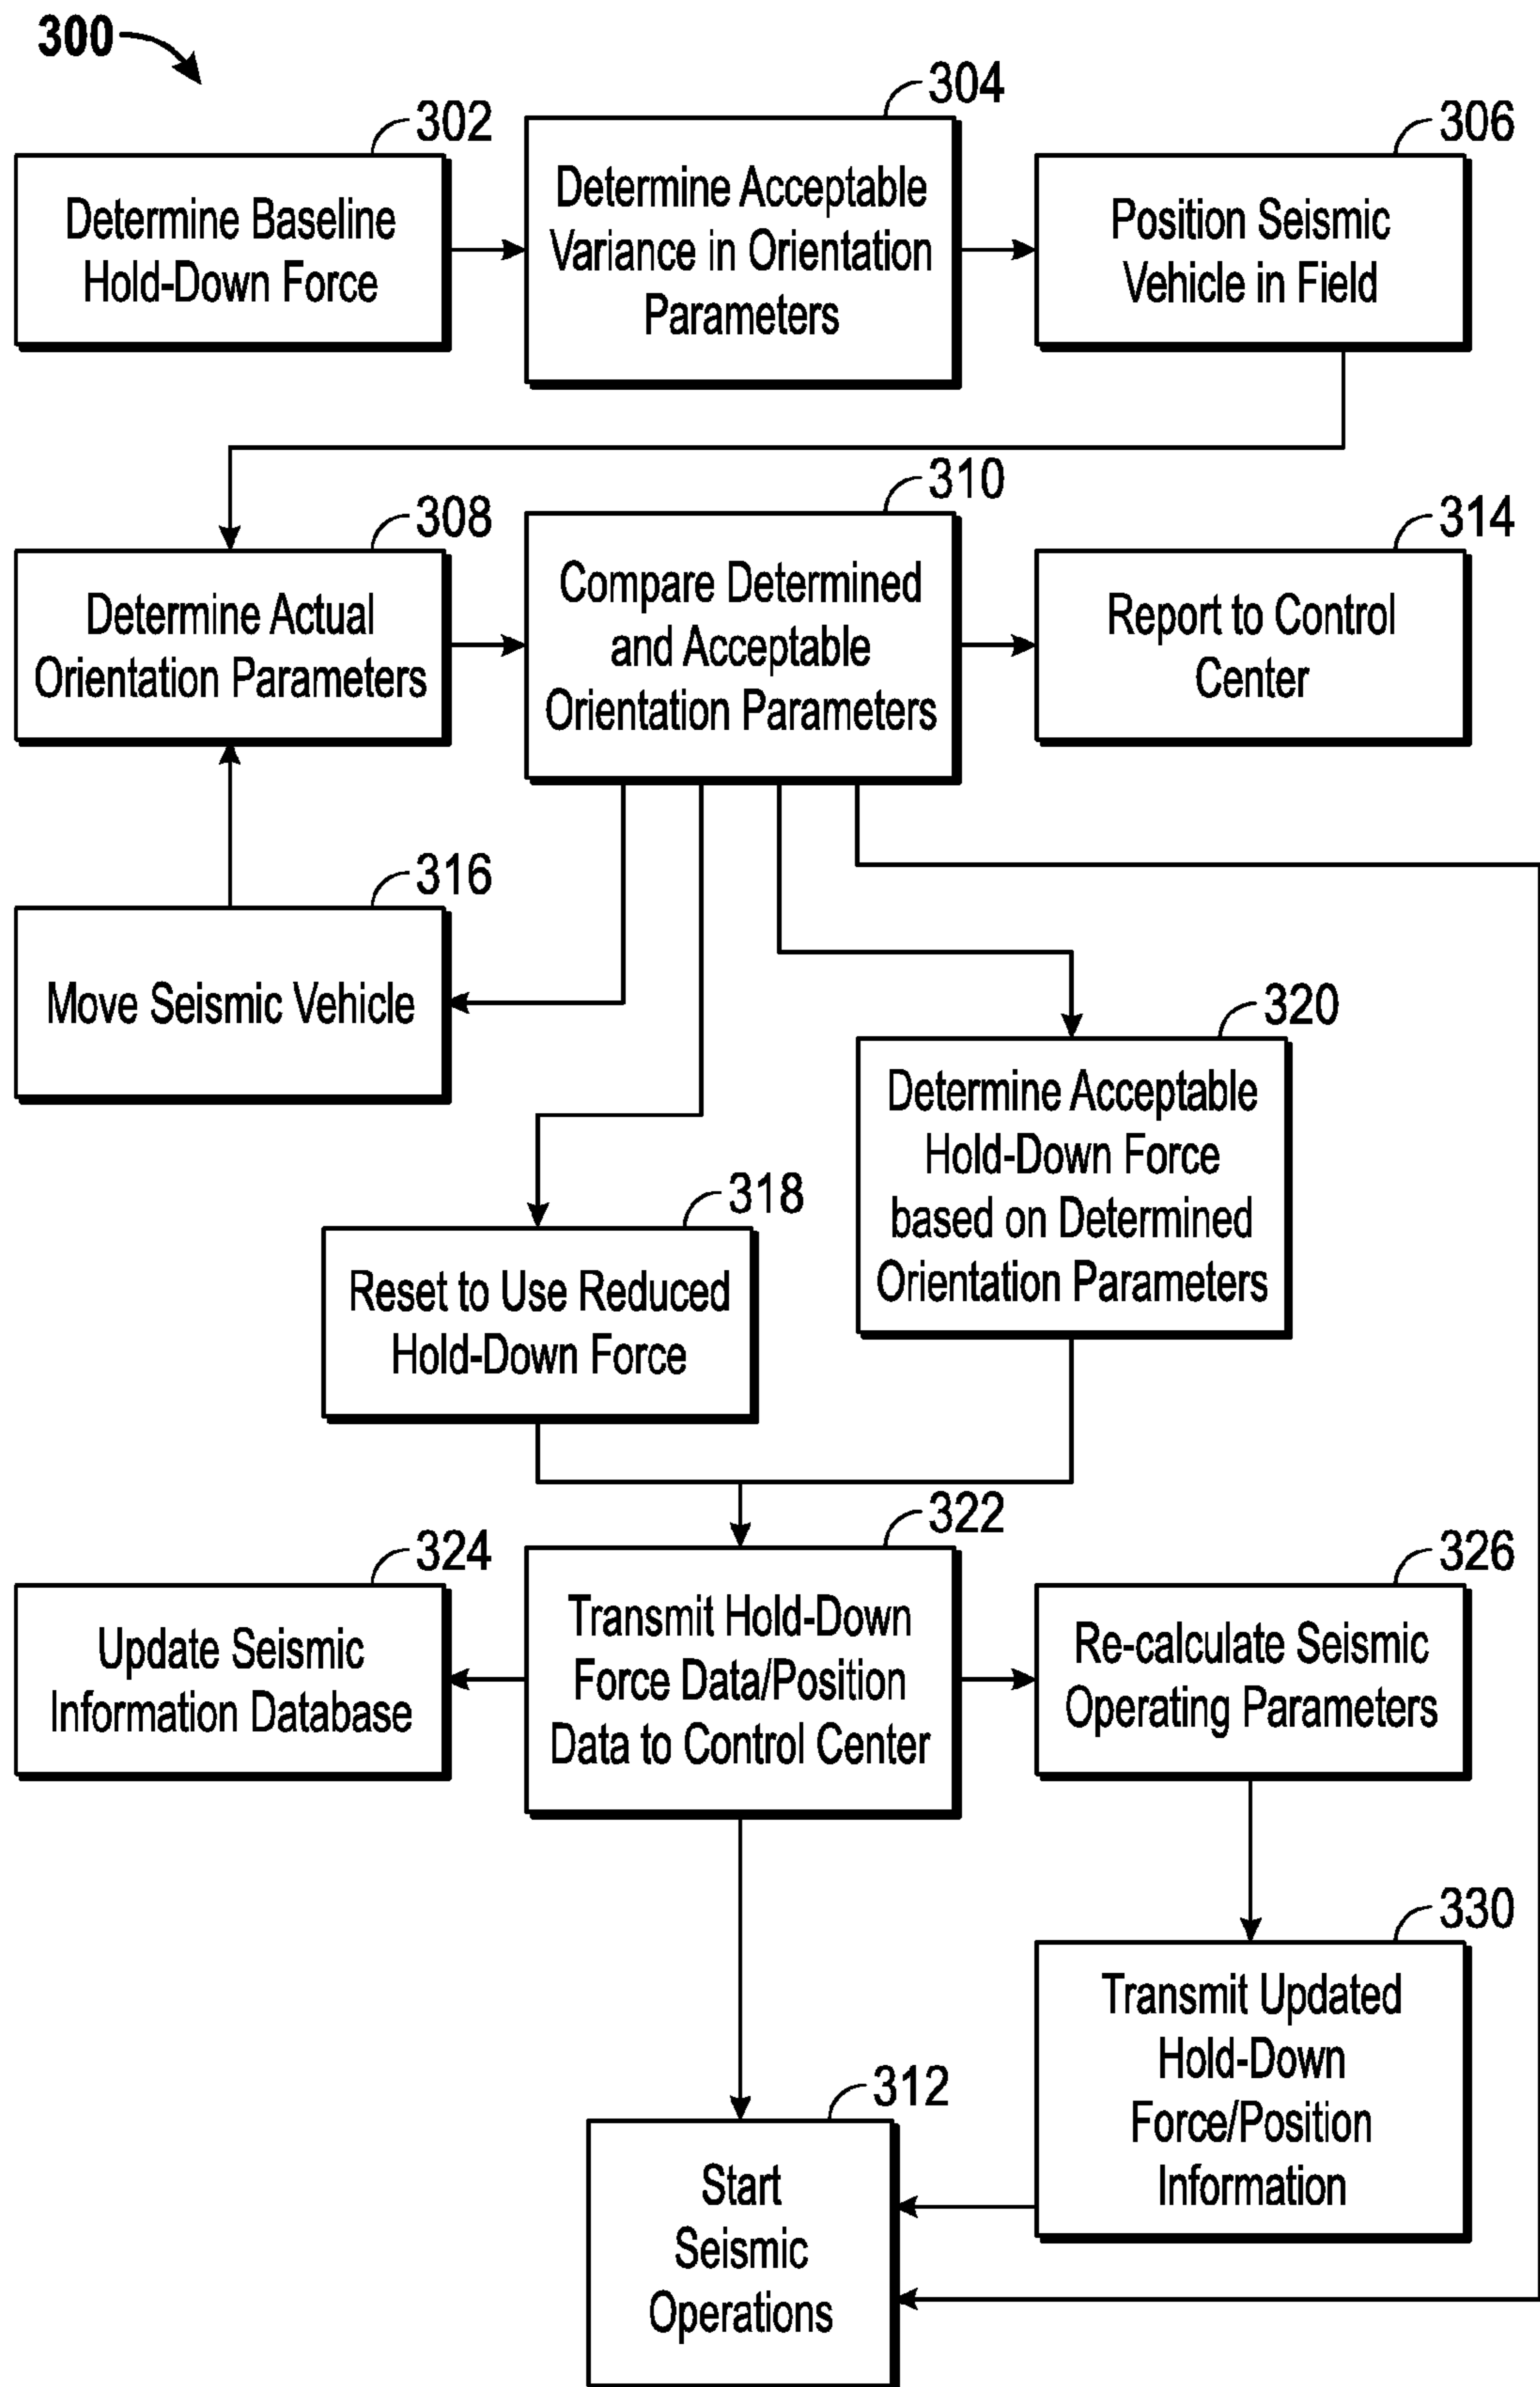 300
302
Determine Baseline
Hold-Down Force
304
Determine Acceptable
Variance in Orientation
Parameters
306
Position Seismic
Vehicle in Field
308
Determine Actual
Orientation Parameters
310
Compare Determined
and Acceptable
Orientation Parameters
314
Report to Control
Center
316
Move Seismic Vehicle
320
Determine Acceptable
Hold-Down Force
based on Determined
Orientation Parameters
318
Reset to Use Reduced
Hold-Down Force
324
Update Seismic
Information Database
322
Transmit Hold-Down
Force Data/Position
Data to Control Center
326
Re-calculate Seismic
Operating Parameters
330
Transmit Updated
Hold-Down
Force/Position
Information
312
Start
Seismic
Operations